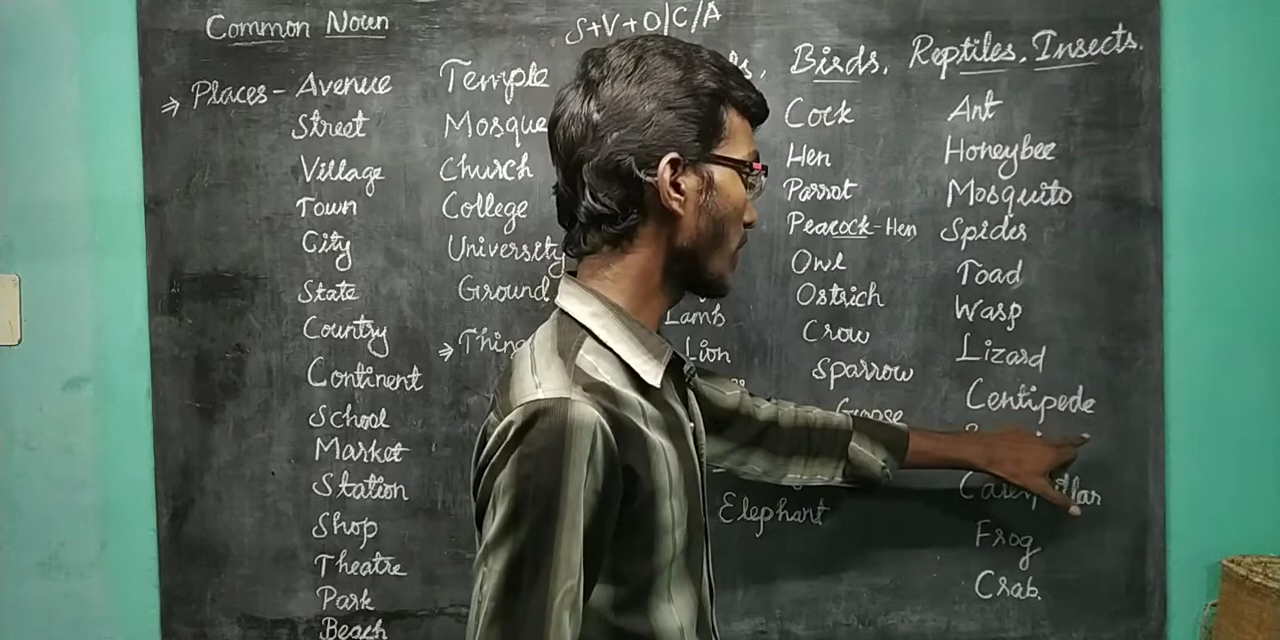 Common Noun
S+V+O/C/A
⇒ Places - Avenue
Street
Village
Town
City
State
Country
Continent
School
Market
Station
Shop
Theatre
Park
Beach
Temple
Mosque
Church
College
University
Ground
⇒
Lamb
Lion
Elephant
Birds,
Cock
Hen
Parrot
Peacock-Hen
Owl
Ostrich
Crow
Sparrow
Goose
Reptiles, Insects.
Ant
Honeybee
Mosquito
Spider
Toad
Wasp
Lizard
Centipede
Frog
Crab.